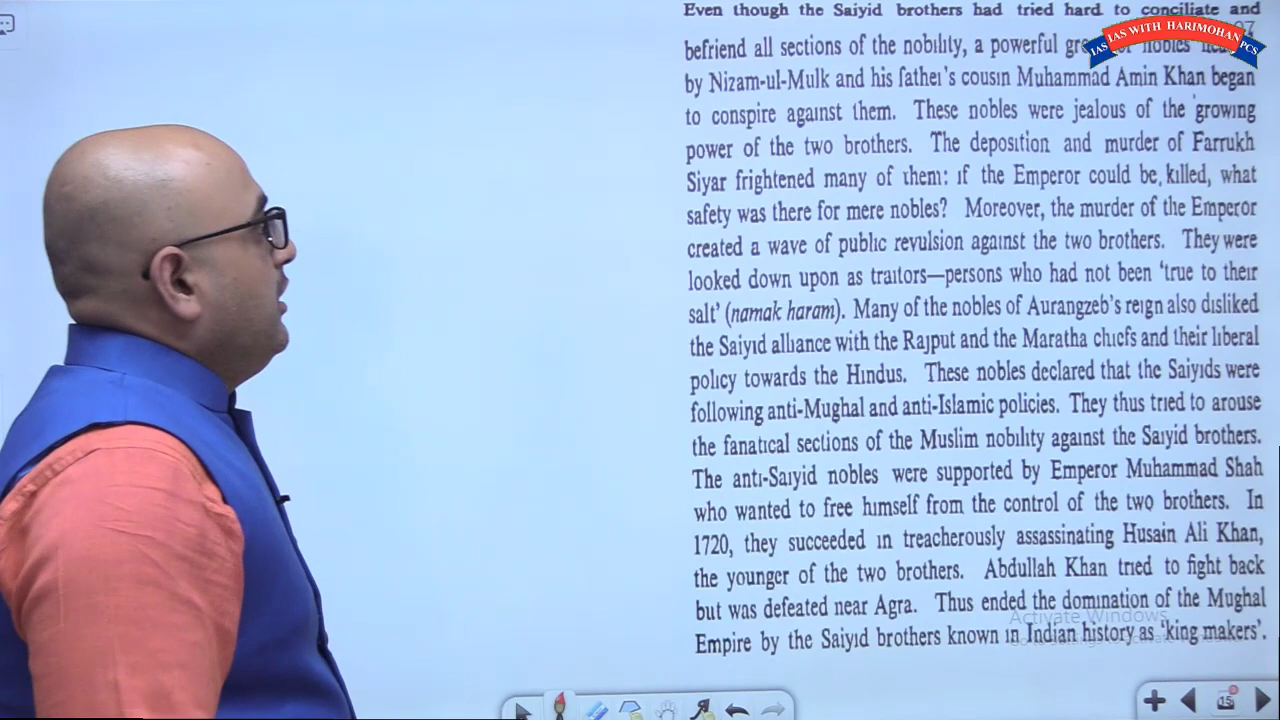 Even though the Saiyid brothers had tried hard to conciliate and
IAS IAS WITH HARIMOHAN PCS
07
befriend all sections of the nobility, a powerful nobles
by Nizam-ul-Mulk and his father's cousin Muhammad Amin Khan began
to conspire against them. These nobles were jealous of the growing
power of the two brothers. The deposition and murder of Farrukh
Siyar frightened many of them: if the Emperor could be killed, what
safety was there for mere nobles? Moreover, the murder of the Emperor
created a wave of public revulsion against the two brothers. They were
looked down upon as traitors—persons who had not been ‘true to their
salt’ (namak haram). Many of the nobles of Aurangzeb's reign also disliked
the Saiyid alliance with the Rajput and the Maratha chiefs and their liberal
policy towards the Hindus. These nobles declared that the Saiyids were
following anti-Mughal and anti-Islamic policies. They thus tried to arouse
the fanatical sections of the Muslim nobility against the Saiyid brothers.
The anti-Saiyid nobles were supported by Emperor Muhammad Shah
who wanted to free himself from the control of the two brothers. In
1720, they succeeded in treacherously assassinating Husain Ali Khan,
the younger of the two brothers. Abdullah Khan tried to fight back
but was defeated near Agra. Thus ended the domination of the Mughal
Activate Windows
Empire by the Saiyid brothers known in Indian history as ‘king makers’.
15